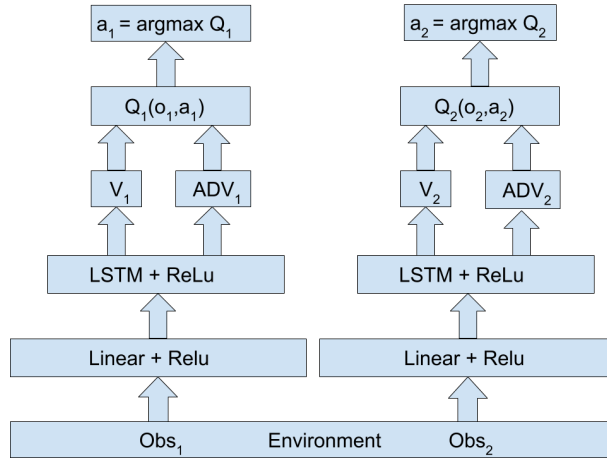 a₁ = argmax Q₁
a₂ = argmax Q₂
Q₁(o₁,a₁)
Q₂(o₂,a₂)
V₁
ADV₁
V₂
ADV₂
LSTM + ReLu
LSTM + ReLu
Linear + Relu
Linear + Relu
Obs₁
Environment
Obs₂